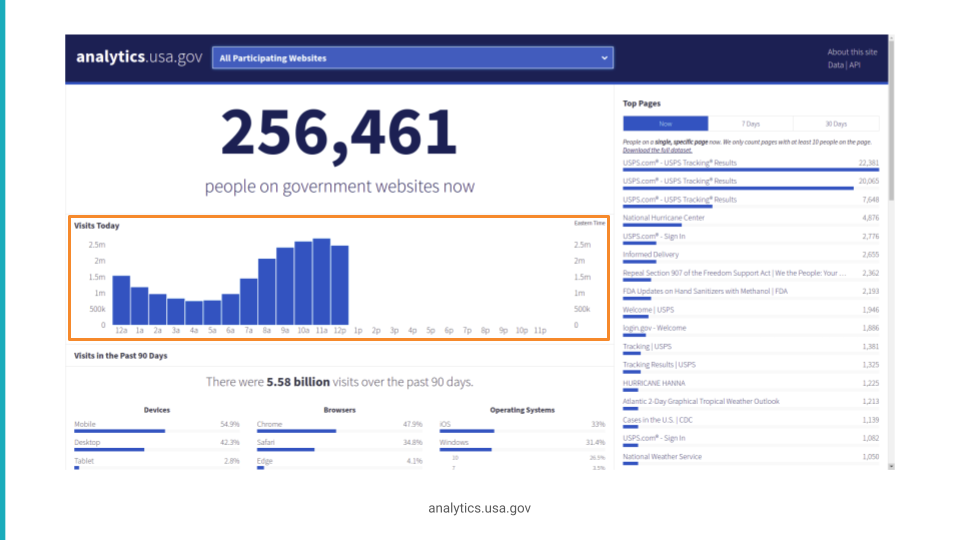 analytics.usa.gov
All Participating Websites
About this site
Data | API
256,461
people on government websites now
Visits Today
Eastern Time
2.5m
2m
1.5m
1m
500k
0
2.5m
2m
1.5m
1m
500k
0
12a 1a 2a 3a 4a 5a 6a 7a 8a 9a 10a 11a 12p 1p 2p 3p 4p 5p 6p 7p 8p 9p 10p 11p
Visits in the Past 90 Days
There were 5.58 billion visits over the past 90 days.
Devices
Mobile 54.9%
Desktop 42.3%
Tablet 2.8%
Browsers
Chrome 47.9%
Safari 34.8%
Edge 4.1%
Operating Systems
iOS 33%
Windows 31.4%
10 26.5%
7 3.5%
Top Pages
Now 7 Days 30 Days
People on a single, specific page now. We only count pages with at least 10 people on the page.
Download the full dataset.
USPS.com® - USPS Tracking® Results 22,381
USPS.com® - USPS Tracking® Results 20,065
USPS.com® - USPS Tracking® Results 7,648
National Hurricane Center 4,876
USPS.com® - Sign In 2,776
Informed Delivery 2,655
Repeal Section 907 of the Freedom Support Act | We the People: Your ... 2,362
FDA Updates on Hand Sanitizers with Methanol | FDA 2,193
Welcome | USPS 1,946
login.gov - Welcome 1,886
Tracking | USPS 1,381
Tracking Results | USPS 1,325
HURRICANE HANNA 1,225
Atlantic 2-Day Graphical Tropical Weather Outlook 1,213
Cases in the U.S. | CDC 1,139
USPS.com® - Sign In 1,062
National Weather Service 1,050
analytics.usa.gov